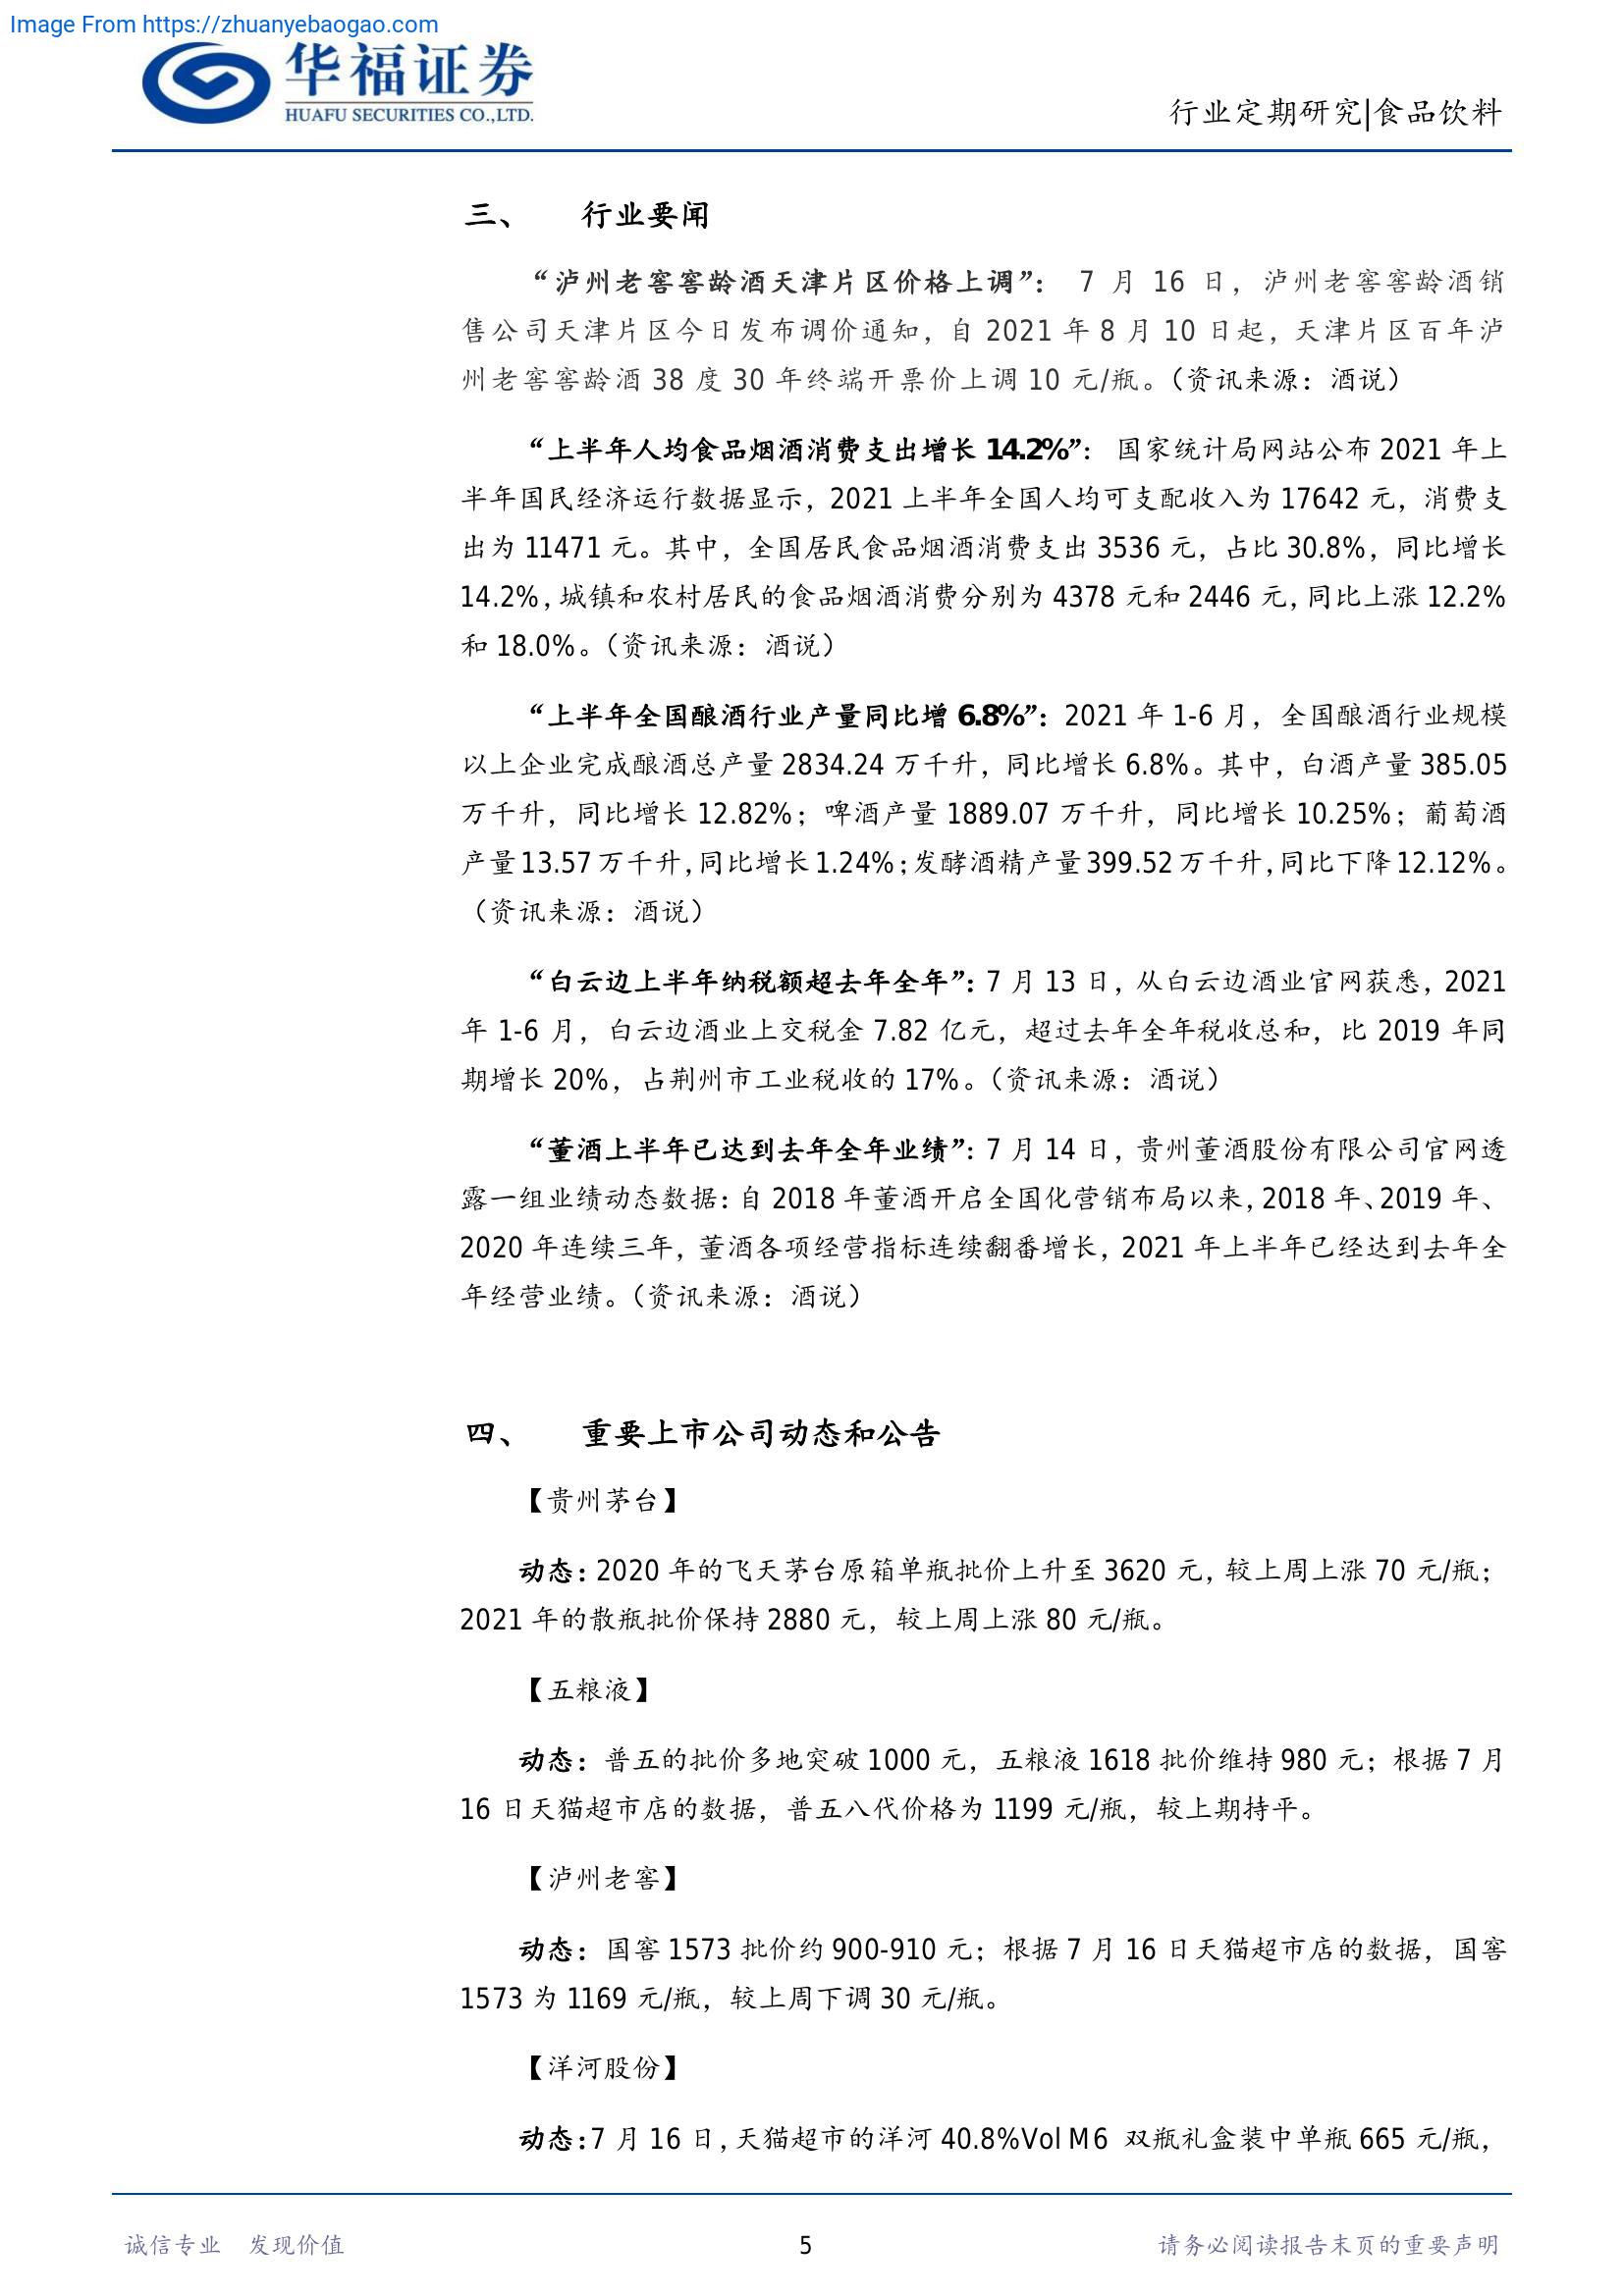 Image From https://zhuanyebaogao.com
华福证券
HUAFU SECURITIES CO.,LTD.
行业定期研究|食品饮料
三、 行业要闻
“泸州老窖窖龄酒天津片区价格上调”： 7 月 16 日，泸州老窖窖龄酒销
售公司天津片区今日发布调价通知，自 2021 年 8 月 10 日起，天津片区百年泸
州老窖窖龄酒 38 度 30 年终端开票价上调 10 元/瓶。（资讯来源：酒说）
“上半年人均食品烟酒消费支出增长 14.2%”： 国家统计局网站公布 2021 年上
半年国民经济运行数据显示，2021 上半年全国人均可支配收入为 17642 元，消费支
出为 11471 元。其中，全国居民食品烟酒消费支出 3536 元，占比 30.8%，同比增长
14.2%，城镇和农村居民的食品烟酒消费分别为 4378 元和 2446 元，同比上涨 12.2%
和 18.0%。（资讯来源：酒说）
“上半年全国酿酒行业产量同比增 6.8%”：2021 年 1-6 月，全国酿酒行业规模
以上企业完成酿酒总产量 2834.24 万千升，同比增长 6.8%。其中，白酒产量 385.05
万千升，同比增长 12.82%；啤酒产量 1889.07 万千升，同比增长 10.25%；葡萄酒
产量 13.57 万千升，同比增长 1.24%；发酵酒精产量 399.52 万千升，同比下降 12.12%。
（资讯来源：酒说）
“白云边上半年纳税额超去年全年”：7 月 13 日，从白云边酒业官网获悉，2021
年 1-6 月，白云边酒业上交税金 7.82 亿元，超过去年全年税收总和，比 2019 年同
期增长 20%，占荆州市工业税收的 17%。（资讯来源：酒说）
“董酒上半年已达到去年全年业绩”：7 月 14 日，贵州董酒股份有限公司官网透
露一组业绩动态数据：自 2018 年董酒开启全国化营销布局以来，2018 年、2019 年、
2020 年连续三年，董酒各项经营指标连续翻番增长，2021 年上半年已经达到去年全
年经营业绩。（资讯来源：酒说）
四、 重要上市公司动态和公告
【贵州茅台】
动态：2020 年的飞天茅台原箱单瓶批价上升至 3620 元，较上周上涨 70 元/瓶；
2021 年的散瓶批价保持 2880 元，较上周上涨 80 元/瓶。
【五粮液】
动态：普五的批价多地突破 1000 元，五粮液 1618 批价维持 980 元；根据 7 月
16 日天猫超市店的数据，普五八代价格为 1199 元/瓶，较上期持平。
【泸州老窖】
动态：国窖 1573 批价约 900-910 元；根据 7 月 16 日天猫超市店的数据，国窖
1573 为 1169 元/瓶，较上周下调 30 元/瓶。
【洋河股份】
动态：7 月 16 日，天猫超市的洋河 40.8%Vol M6 双瓶礼盒装中单瓶 665 元/瓶，
诚信专业 发现价值
5
请务必阅读报告末页的重要声明